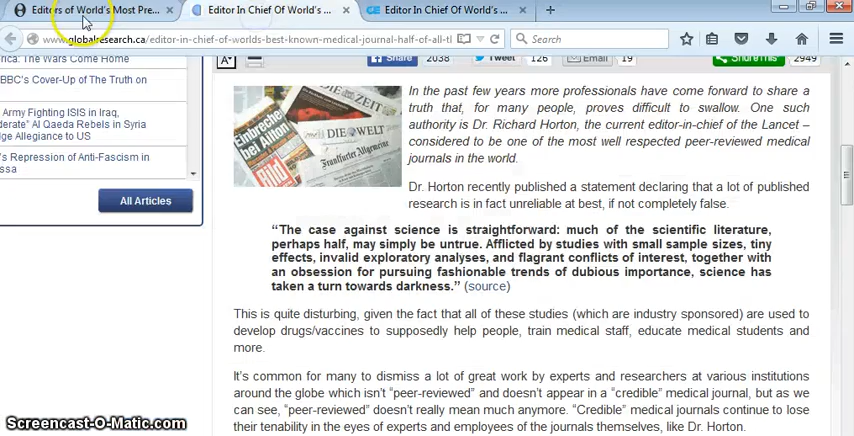 Editors of World's Most Pre...
Editor In Chief Of World's ...
Editor In Chief Of World's ...
www.globalresearch.ca/editor-in-chief-of-worlds-best-known-medical-journal-half-of-all-tl
Search
Share 2038 Tweet 126 Email 19 ShareThis 2949
rica: The Wars Come Home
BBC's Cover-Up of The Truth on
Army Fighting ISIS in Iraq,
derate" Al Qaeda Rebels in Syria
ge Allegiance to US
's Repression of Anti-Fascism in
ssa
All Articles
DIE ZEIT
DIE WELT
Einbrecher
bei
Bild
Frankfurter Allgemeine
In the past few years more professionals have come forward to share a
truth that, for many people, proves difficult to swallow. One such
authority is Dr. Richard Horton, the current editor-in-chief of the Lancet –
considered to be one of the most well respected peer-reviewed medical
journals in the world.
Dr. Horton recently published a statement declaring that a lot of published
research is in fact unreliable at best, if not completely false.
“The case against science is straightforward: much of the scientific literature,
perhaps half, may simply be untrue. Afflicted by studies with small sample sizes, tiny
effects, invalid exploratory analyses, and flagrant conflicts of interest, together with
an obsession for pursuing fashionable trends of dubious importance, science has
taken a turn towards darkness.” (source)
This is quite disturbing, given the fact that all of these studies (which are industry sponsored) are used to
develop drugs/vaccines to supposedly help people, train medical staff, educate medical students and
more.
It's common for many to dismiss a lot of great work by experts and researchers at various institutions
around the globe which isn't “peer-reviewed” and doesn't appear in a “credible” medical journal, but as we
can see, “peer-reviewed” doesn't really mean much anymore. “Credible” medical journals continue to lose
their tenability in the eyes of experts and employees of the journals themselves, like Dr. Horton.
Screencast-O-Matic.com